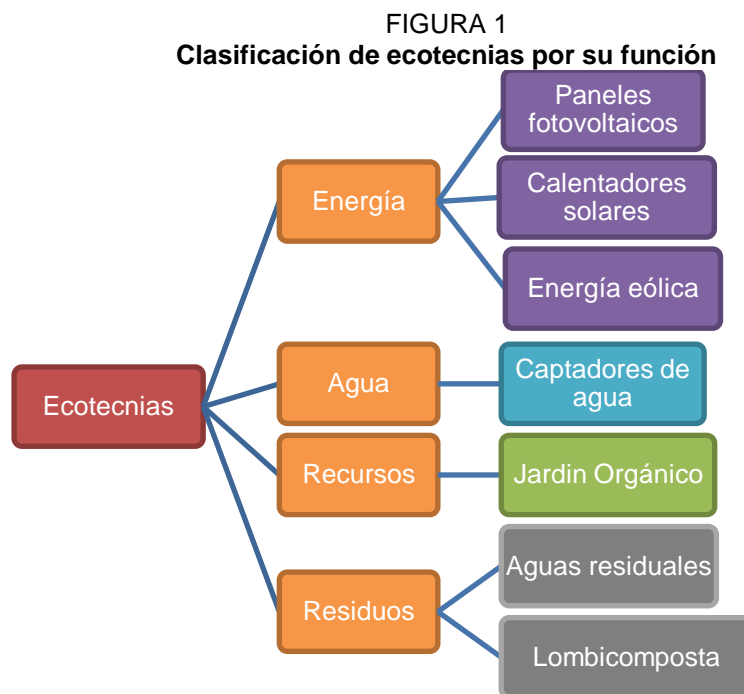 FIGURA 1
Clasificación de ecotecnias por su función
Paneles
fotovoltaicos
Calentadores
solares
Energía
Energía eólica
Captadores de
agua
Agua
Ecotecnias
Recursos
Jardin Orgánico
Aguas residuales
Residuos
Lombicomposta